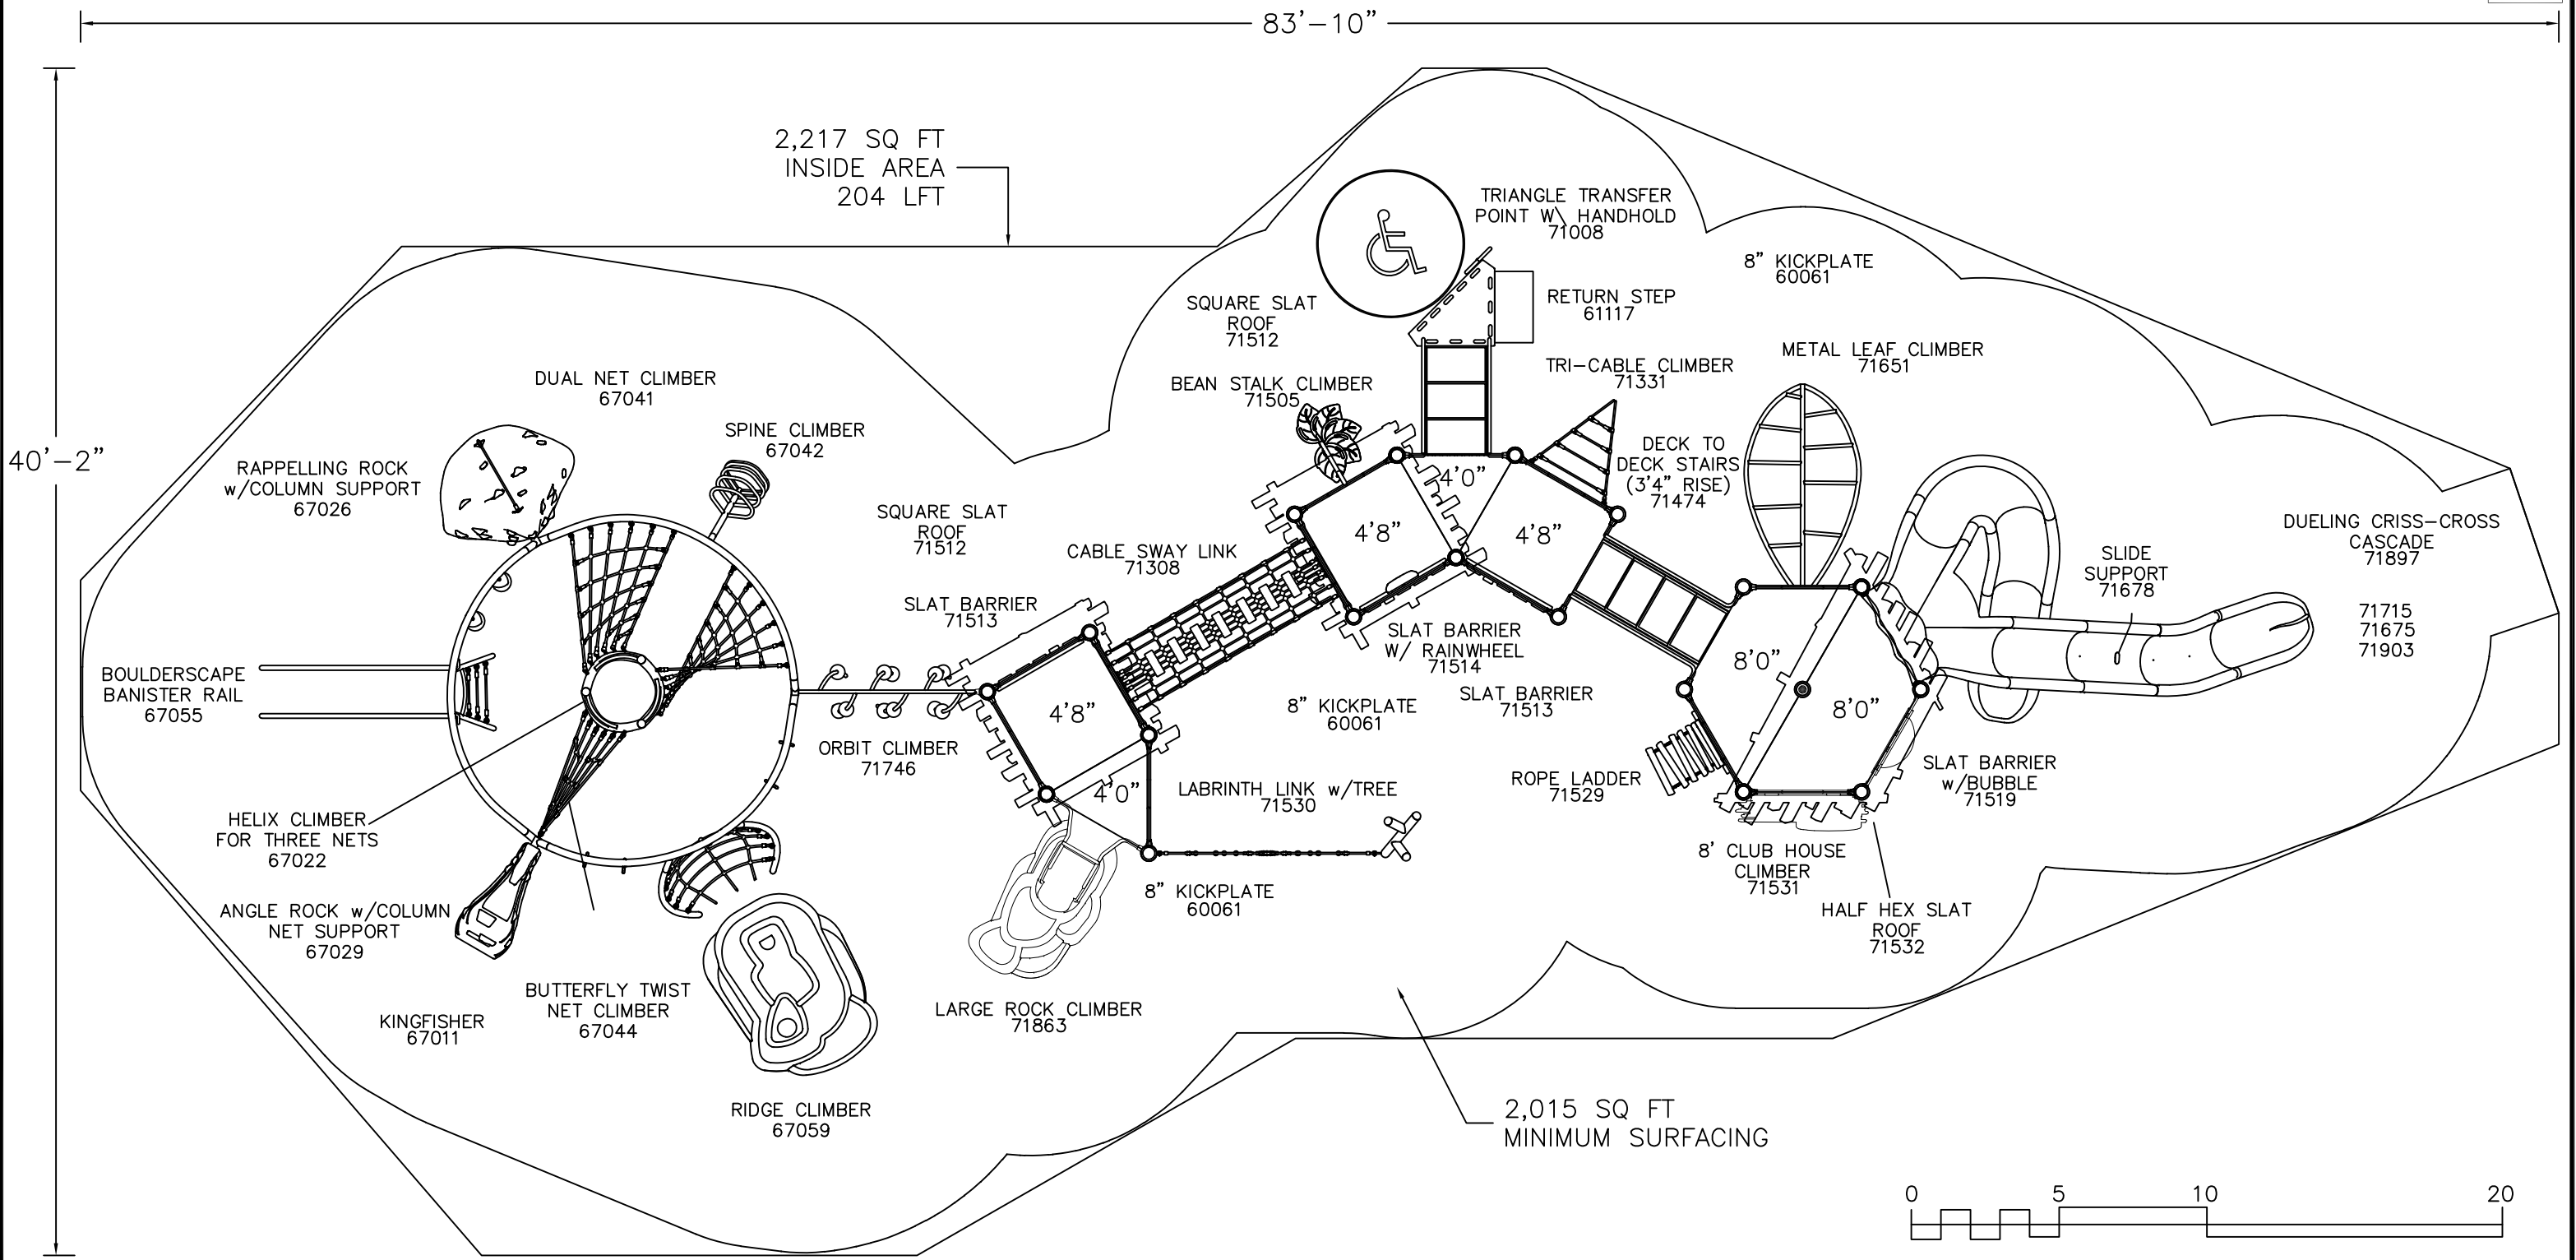 83'-10"
40'-2"
2,217 SQ FT
INSIDE AREA
204 LFT
TRIANGLE TRANSFER
POINT W\ HANDHOLD
71008
8" KICKPLATE
60061
SQUARE SLAT
ROOF
71512
RETURN STEP
61117
METAL LEAF CLIMBER
71651
TRI-CABLE CLIMBER
71331
BEAN STALK CLIMBER
71505
DUAL NET CLIMBER
67041
SPINE CLIMBER
67042
RAPPELLING ROCK
w/COLUMN SUPPORT
67026
DECK TO
DECK STAIRS
(3'4" RISE)
71474
4'0"
4'8"
4'8"
SQUARE SLAT
ROOF
71512
CABLE SWAY LINK
71308
DUELING CRISS-CROSS
CASCADE
71897
SLIDE
SUPPORT
71678
71715
71675
71903
SLAT BARRIER
71513
SLAT BARRIER
W/ RAINWHEEL
71514
BOULDERSCAPE
BANISTER RAIL
67055
8'0"
8'0"
4'8"
8" KICKPLATE
60061
SLAT BARRIER
71513
ORBIT CLIMBER
71746
4'0"
LABRINTH LINK w/TREE
71530
ROPE LADDER
71529
SLAT BARRIER
w/BUBBLE
71519
HELIX CLIMBER
FOR THREE NETS
67022
8' CLUB HOUSE
CLIMBER
71531
8" KICKPLATE
60061
HALF HEX SLAT
ROOF
71532
ANGLE ROCK w/COLUMN
NET SUPPORT
67029
BUTTERFLY TWIST
NET CLIMBER
67044
KINGFISHER
67011
LARGE ROCK CLIMBER
71863
RIDGE CLIMBER
67059
2,015 SQ FT
MINIMUM SURFACING
0 5 10 20